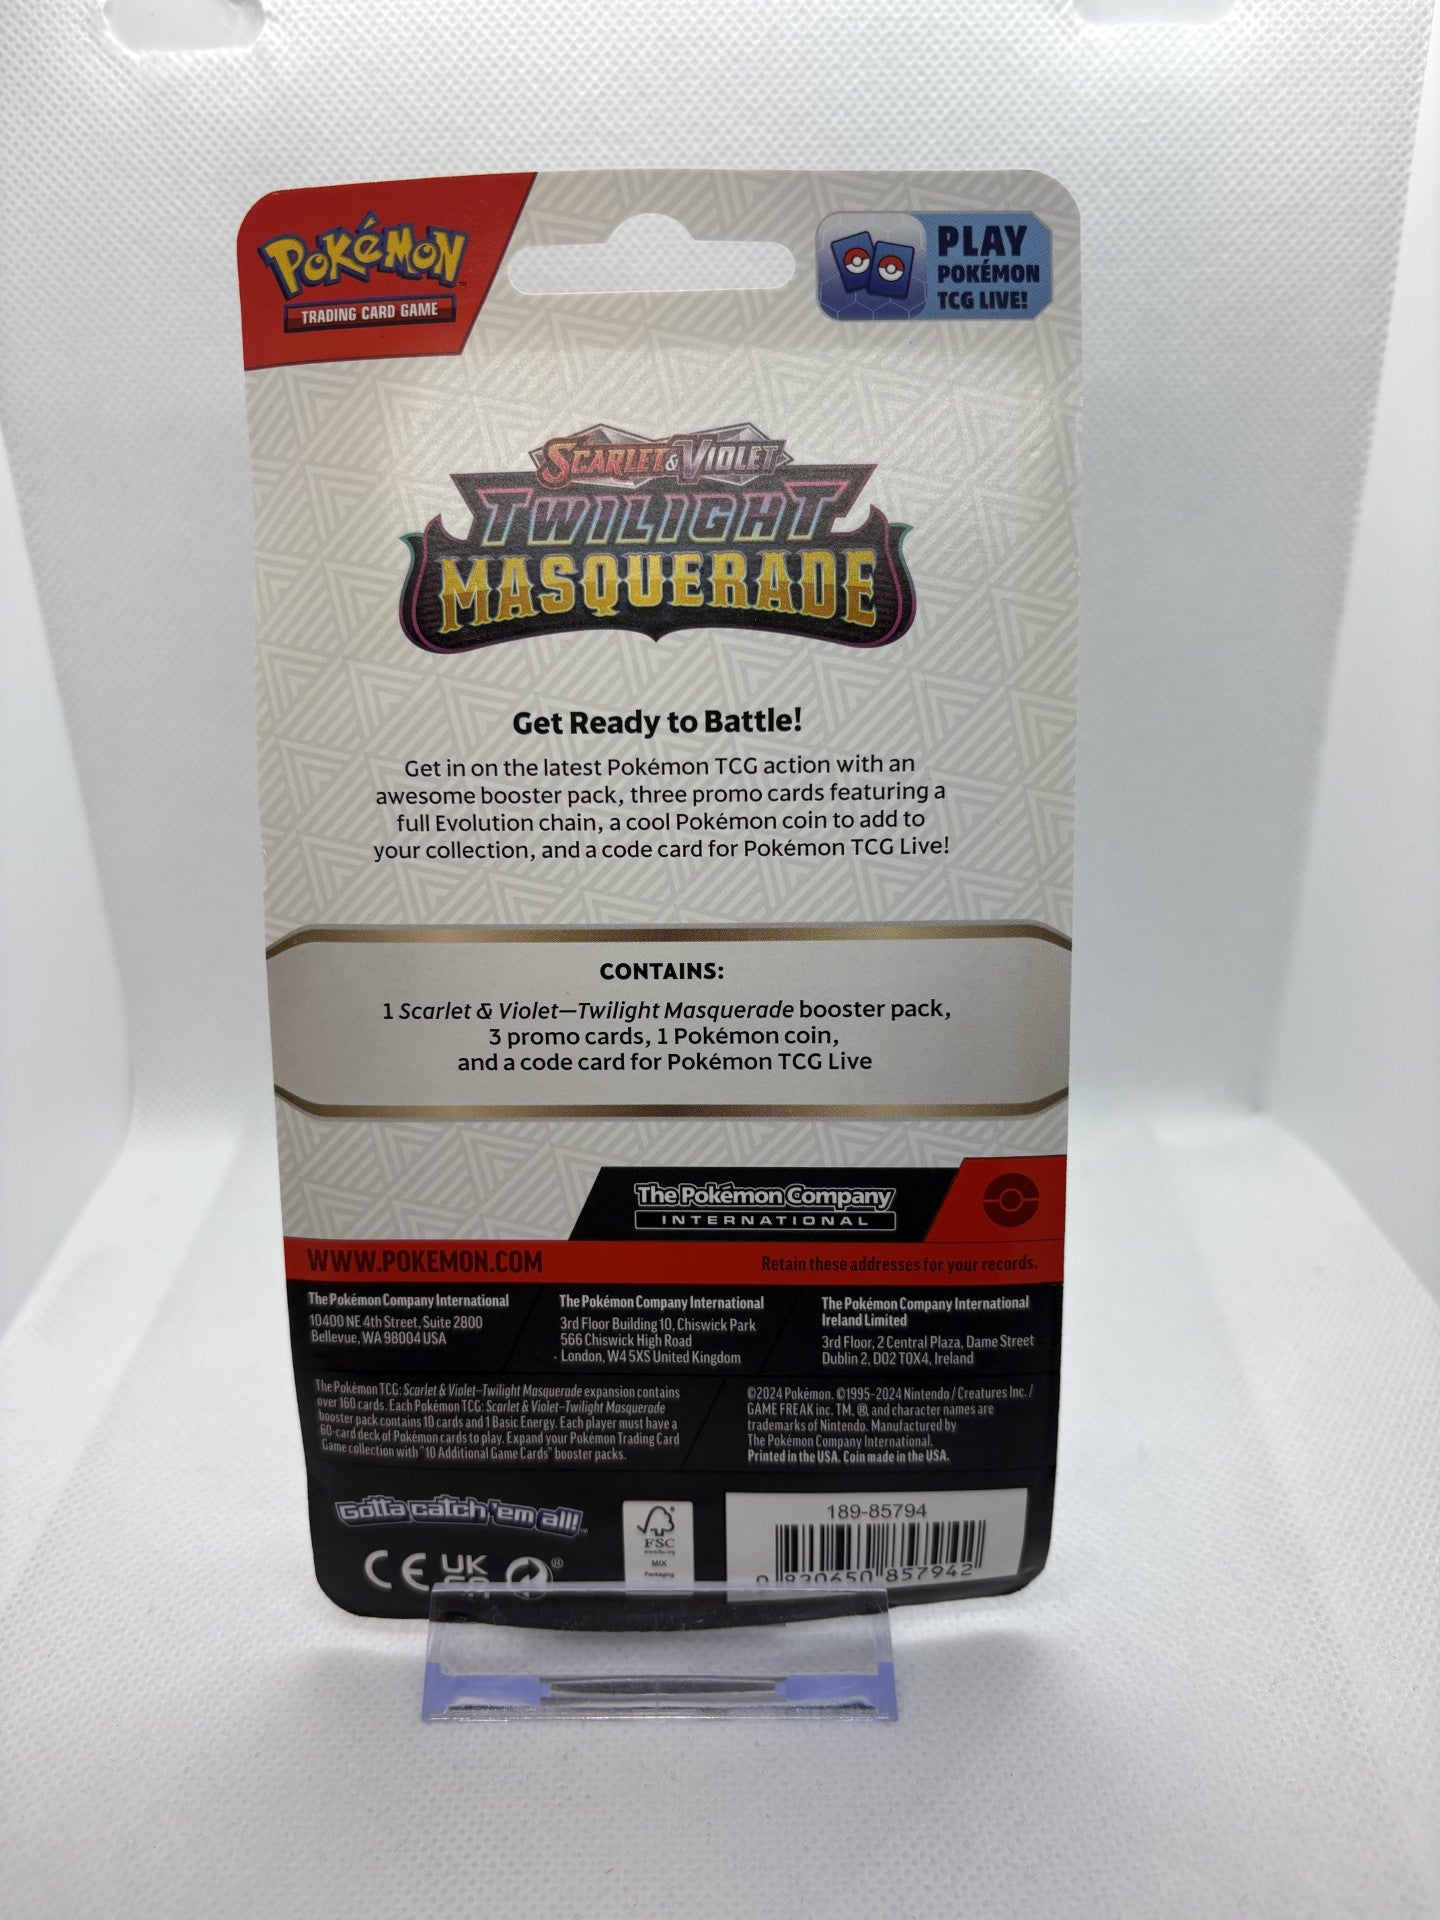 POKéMON™
TRADING CARD GAME
PLAY
POKÉMON
TCG LIVE!
SCARLET & VIOLET
TWILIGHT
MASQUERADE
Get Ready to Battle!
Get in on the latest Pokémon TCG action with an
awesome booster pack, three promo cards featuring a
full Evolution chain, a cool Pokémon coin to add to
your collection, and a code card for Pokémon TCG Live!
CONTAINS:
1 Scarlet & Violet—Twilight Masquerade booster pack,
3 promo cards, 1 Pokémon coin,
and a code card for Pokémon TCG Live
The Pokémon Company
INTERNATIONAL
WWW.POKEMON.COM
Retain these addresses for your records.
The Pokémon Company International
10400 NE 4th Street, Suite 2800
Bellevue, WA 98004 USA
The Pokémon Company International
3rd Floor Building 10, Chiswick Park
566 Chiswick High Road
London, W4 5XS United Kingdom
The Pokémon Company International
Ireland Limited
3rd Floor, 2 Central Plaza, Dame Street
Dublin 2, D02 T0X4, Ireland
The Pokémon TCG: Scarlet & Violet—Twilight Masquerade expansion contains
over 160 cards. Each Pokémon TCG: Scarlet & Violet—Twilight Masquerade
booster pack contains 10 cards and 1 Basic Energy. Each player must have a
60-card deck of Pokémon cards to play. Expand your Pokémon Trading Card
Game collection with "10 Additional Game Cards" booster packs.
©2024 Pokémon. ©1995-2024 Nintendo / Creatures Inc. /
GAME FREAK inc. TM, ®, and character names are
trademarks of Nintendo. Manufactured by
The Pokémon Company International.
Printed in the USA. Coin made in the USA.
Gotta catch 'em all!™
CE UK
CA
®
FSC®
www.fsc.org
MIX
Packaging
189-85794
0 820650 857942